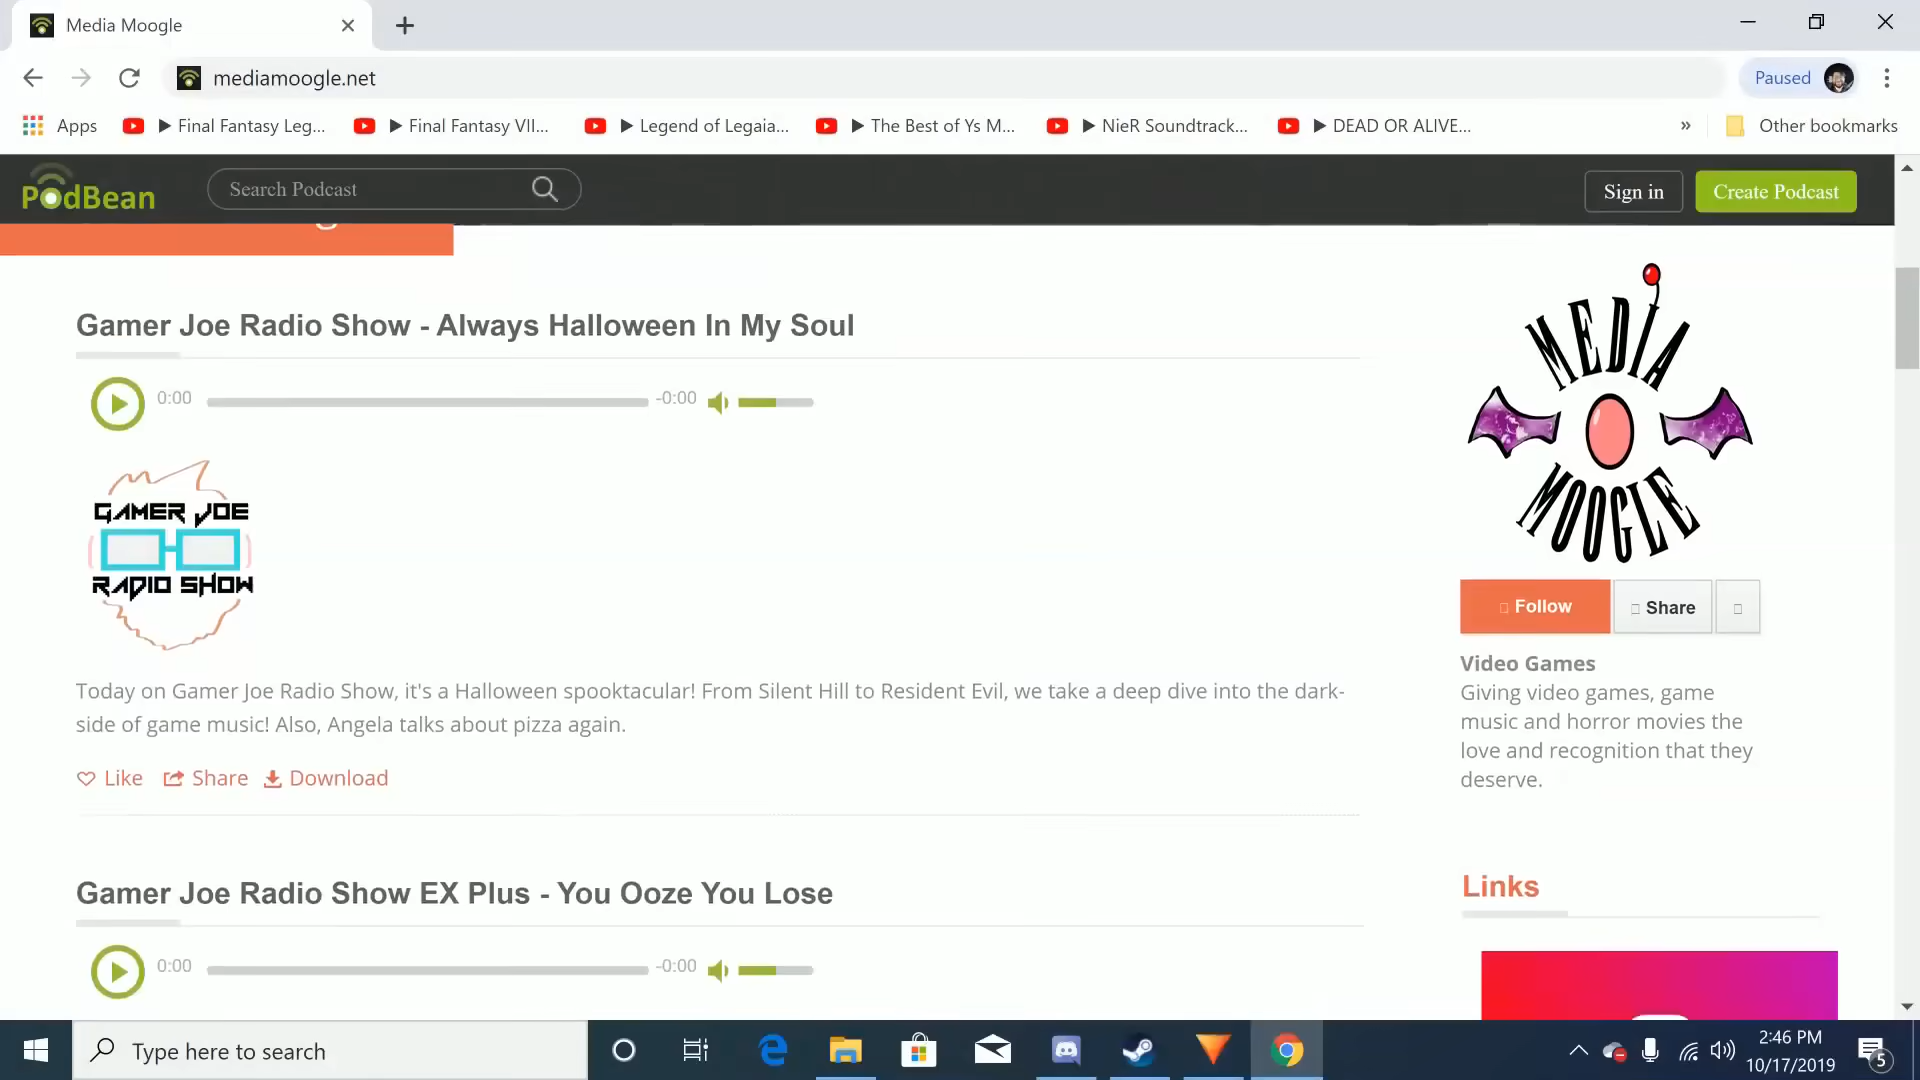 Media Moogle
mediamoogle.net
Paused
Apps
▶ Final Fantasy Leg...
▶ Final Fantasy VII...
▶ Legend of Legaia...
▶ The Best of Ys M...
▶ NieR Soundtrack...
▶ DEAD OR ALIVE...
»
Other bookmarks
PodBean
Search Podcast
Sign in
Create Podcast
Gamer Joe Radio Show - Always Halloween In My Soul
0:00
-0:00
GAMER JOE
RADIO SHOW
Today on Gamer Joe Radio Show, it's a Halloween spooktacular! From Silent Hill to Resident Evil, we take a deep dive into the dark-
side of game music! Also, Angela talks about pizza again.
Like
Share
Download
Gamer Joe Radio Show EX Plus - You Ooze You Lose
0:00
-0:00
MEDIA
MOOGLE
Follow
Share
Video Games
Giving video games, game
music and horror movies the
love and recognition that they
deserve.
Links
Type here to search
2:46 PM
10/17/2019
5